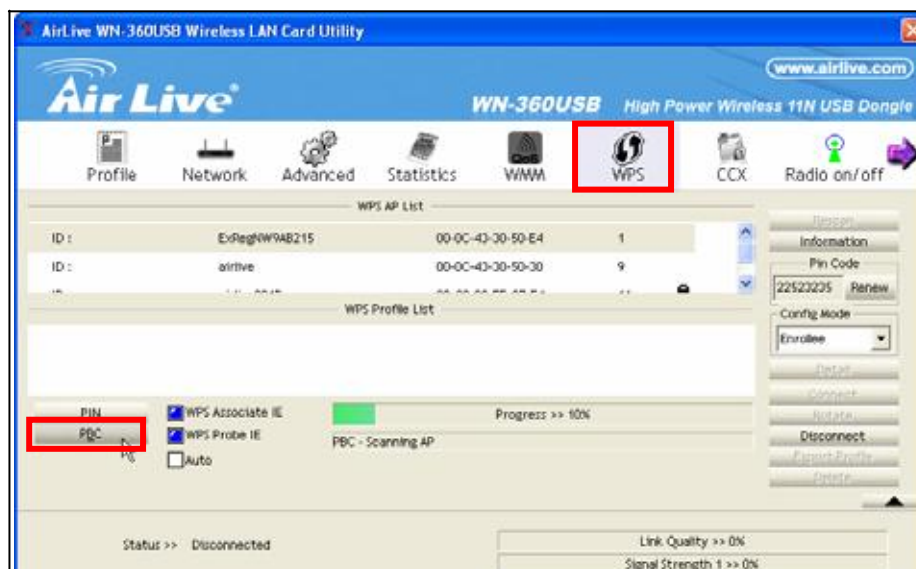 AirLive WN-360USB Wireless LAN Card Utility
www.airlive.com
Air Live®
WN-360USB High Power Wireless 11N USB Dongle
Profile Network Advanced Statistics WMM WPS CCX Radio on/off
QoS
WPS AP List
ID : ExRegNW9AB215 00-0C-43-30-50-E4 1
ID : airlive 00-0C-43-30-50-30 9
Rescan
Information
Pin Code
22523235 Renew
Config Mode
Enrollee
Detail
Connect
Rotate
Disconnect
Export Profile
Delete
WPS Profile List
PIN
PBC
WPS Associate IE
WPS Probe IE
Auto
Progress >> 10%
PBC - Scanning AP
Status >> Disconnected
Link Quality >> 0%
Signal Strength 1 >> 0%